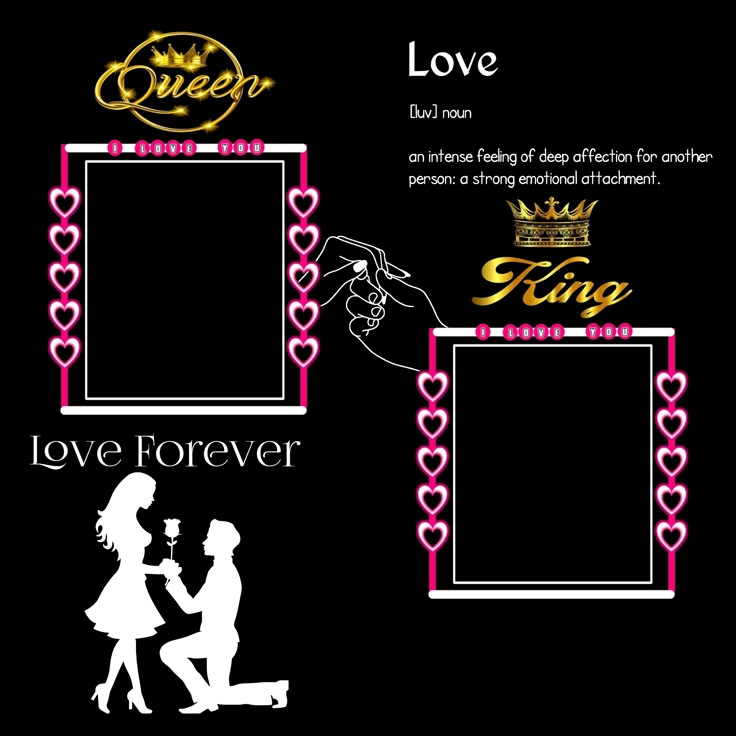 Queen
I LOVE YOU
Love
[luv] noun
an intense feeling of deep affection for another
person: a strong emotional attachment.
King
I LOVE YOU
Love Forever